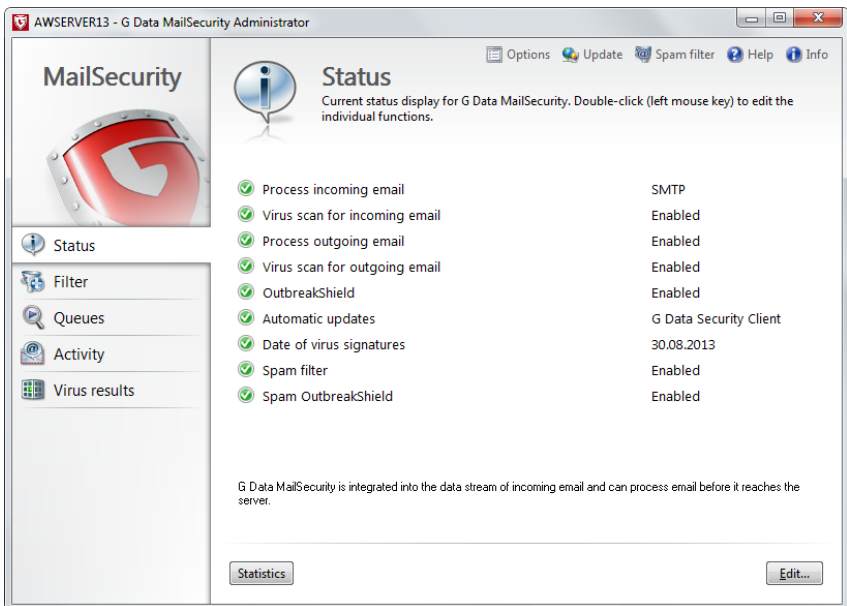 AWSERVER13 - G Data MailSecurity Administrator
MailSecurity
Options Update Spam filter Help Info
Status
Current status display for G Data MailSecurity. Double-click (left mouse key) to edit the
individual functions.
Process incoming email SMTP
Virus scan for incoming email Enabled
Process outgoing email Enabled
Virus scan for outgoing email Enabled
OutbreakShield Enabled
Automatic updates G Data Security Client
Date of virus signatures 30.08.2013
Spam filter Enabled
Spam OutbreakShield Enabled
Status
Filter
Queues
Activity
Virus results
G Data MailSecurity is integrated into the data stream of incoming email and can process email before it reaches the
server.
Statistics
Edit...